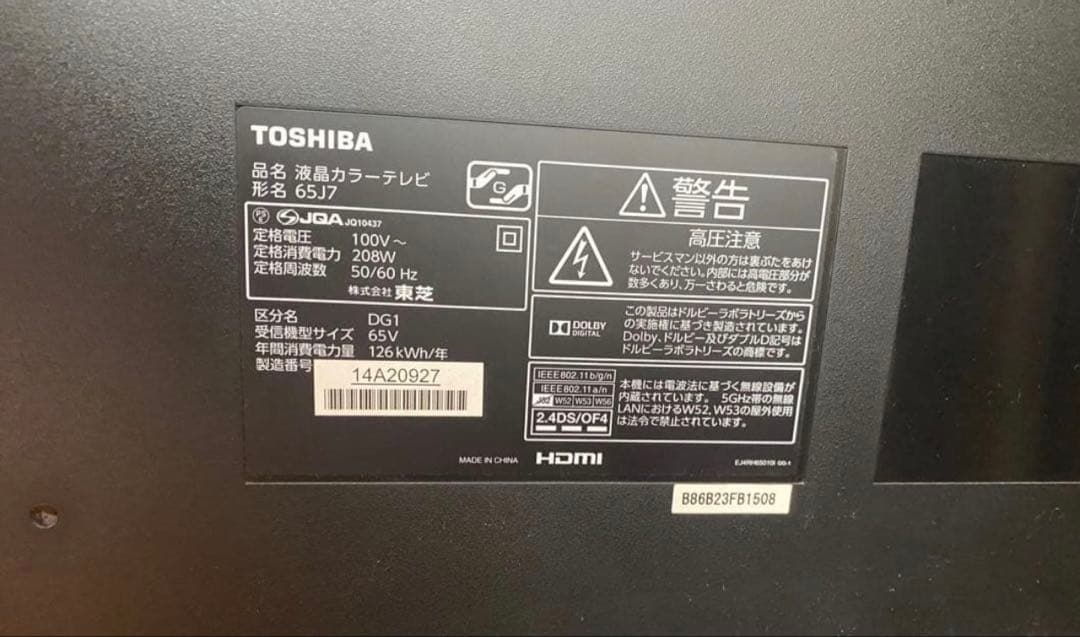 TOSHIBA
品名 液晶カラーテレビ
形名 65J7
G
PS
E
JQA JQ10437
定格電圧 100V～
定格消費電力 208W
定格周波数 50/60 Hz
株式会社 東芝
区分名 DG1
受信機型サイズ 65V
年間消費電力量 126kWh/年
製造番号
14A20927
MADE IN CHINA
HDMI
警告
高圧注意
サービスマン以外の方は裏ぶたをあけ
ないでください。内部には高電圧部分が
数多くあり、万一さわると危険です。
DOLBY
DIGITAL
この製品はドルビーラボラトリーズから
の実施権に基づき製造されています。
Dolby、ドルビー及びダブルD記号は
ドルビーラボラトリーズの商標です。
IEEE802.11b/g/n
IEEE802.11a/n
J52 W52 W53 W56
2.4DS/OF4
本機には電波法に基づく無線設備が
内蔵されています。 5GHz帯の無線
LANにおけるW52、W53の屋外使用
は法令で禁止されています。
B86B23FB1508